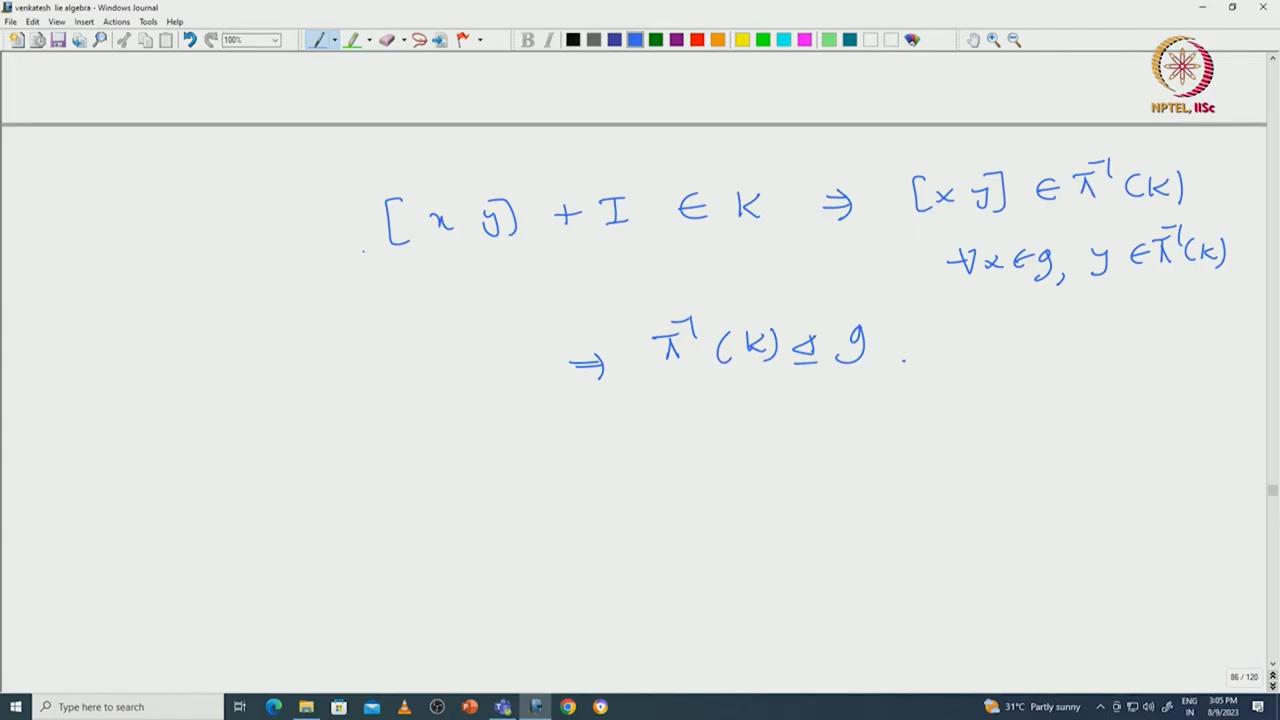 venkatesh lie algebra - Windows Journal
File Edit View Insert Actions Tools Help
100%
B I
NPTEL, IISc
[x y] + I ∈ K ⇒ [x y] ∈ π⁻¹(K)
∀x∈g, y ∈ π⁻¹(K)
⇒ π⁻¹(K) ⊴ g .
86 / 120
Type here to search
31°C Partly sunny
ENG
IN
3:05 PM
8/9/2023